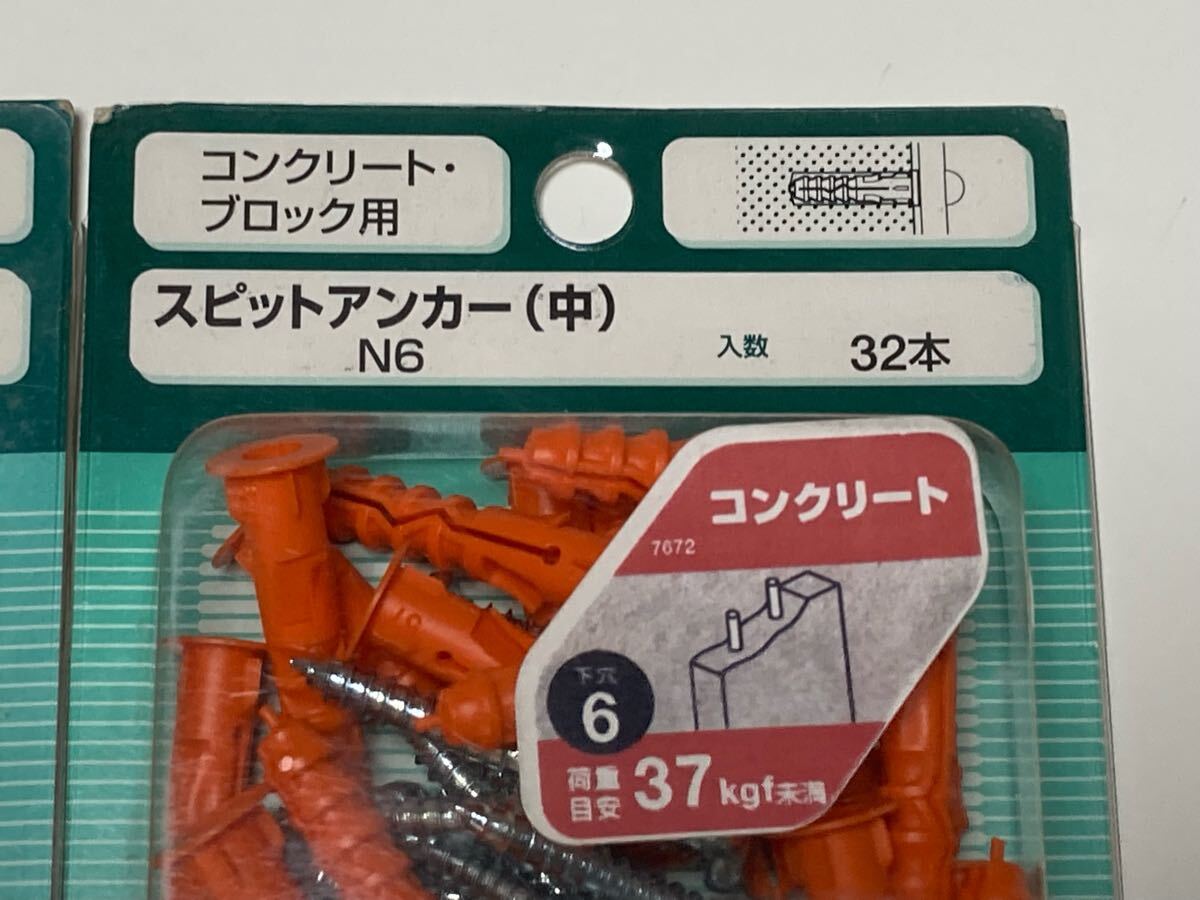 コンクリート・
ブロック用
スピットアンカー(中)
N6
入数 32本
コンクリート
7672
下穴
6
荷重
目安 37kgf未満